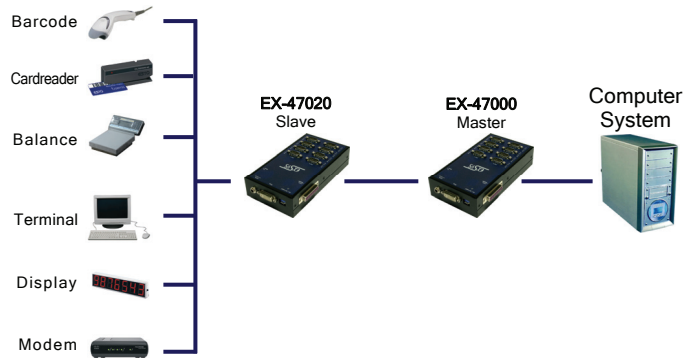 Barcode
Cardreader
Balance
Terminal
Display
Modem
EX-47020
Slave
EX-47000
Master
Computer
System